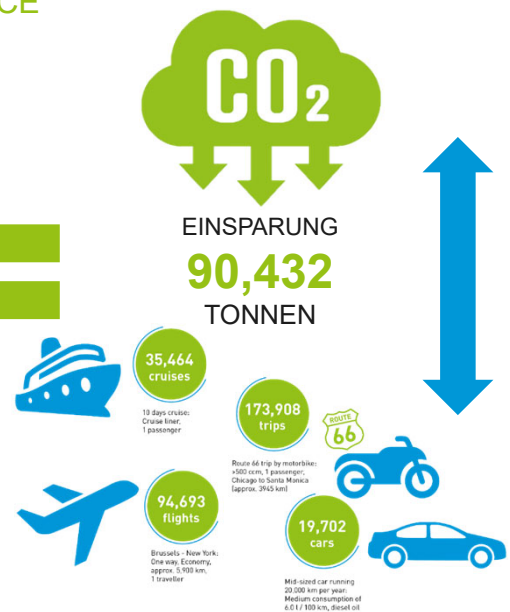 CE
CO2
EINSPARUNG
90,432
TONNEN
35,464
cruises
10 days cruise:
Cruise liner,
1 passenger
173,908
trips
ROUTE
66
Route 66 trip by motorbike:
>500 ccm, 1 passenger,
Chicago to Santa Monica
(approx. 3945 km)
94,693
flights
Brussels - New York:
One way, Economy,
approx. 5,900 km,
1 traveller
19,702
cars
Mid-sized car running
20,000 km per year:
Medium consumption of
6.0 l / 100 km, diesel oil